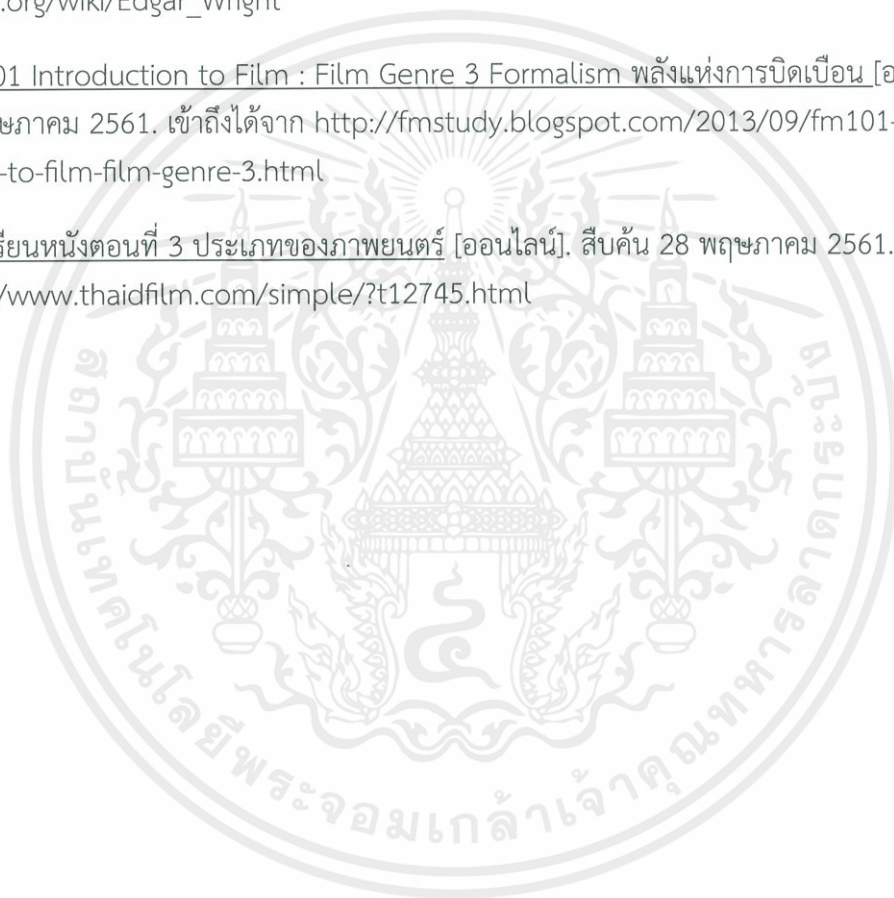 .org/wiki/Edgar_Wright
01 Introduction to Film : Film Genre 3 Formalism พลังแห่งการบิดเบือน [อ
ษภาคม 2561. เข้าถึงได้จาก http://fmstudy.blogspot.com/2013/09/fm101-
-to-film-film-genre-3.html
รียนหนังตอนที่ 3 ประเภทของภาพยนตร์ [ออนไลน์]. สืบค้น 28 พฤษภาคม 2561.
/www.thaidfilm.com/simple/?t12745.html
สถาบันเทคโนโลยีพระจอมเกล้าเจ้าคุณทหารลาดกระบัง